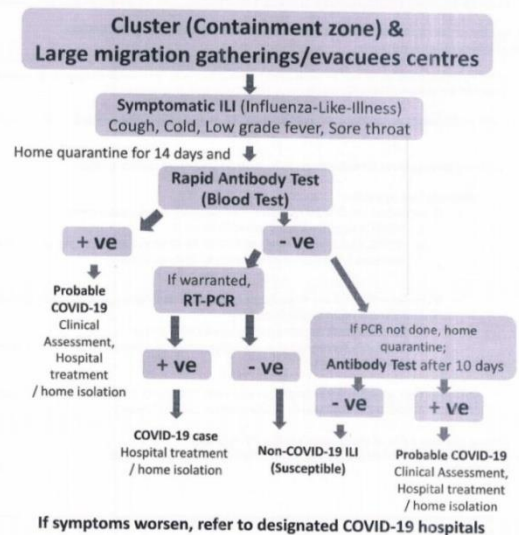 Cluster (Containment zone) &
Large migration gatherings/evacuees centres
Symptomatic ILI (Influenza-Like-Illness)
Cough, Cold, Low grade fever, Sore throat
Home quarantine for 14 days and
Rapid Antibody Test
(Blood Test)
+ ve
- ve
Probable
COVID-19
Clinical
Assessment,
Hospital
treatment
/ home isolation
If warranted,
RT-PCR
+ ve
- ve
COVID-19 case
Hospital treatment
/ home isolation
Non-COVID-19 ILI
(Susceptible)
If PCR not done, home
quarantine;
Antibody Test after 10 days
- ve
+ ve
Probable COVID-19
Clinical Assessment,
Hospital treatment
/ home isolation
If symptoms worsen, refer to designated COVID-19 hospitals